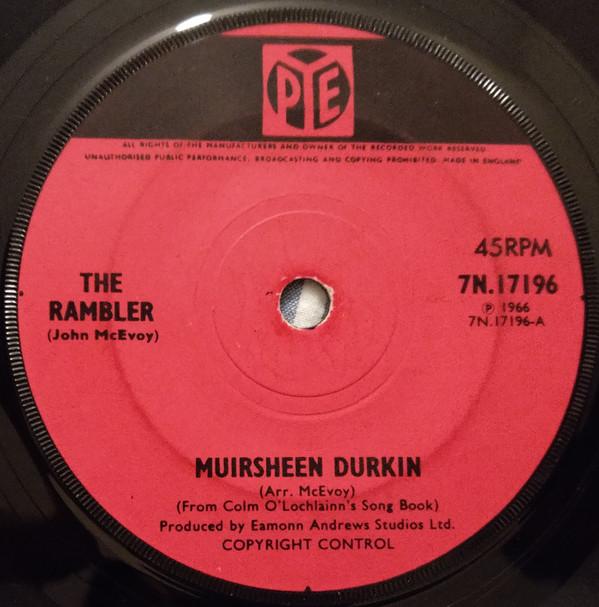 PYE
ALL RIGHTS OF THE MANUFACTURERS AND OWNER OF THE RECORDED WORK RESERVED
UNAUTHORISED PUBLIC PERFORMANCE, BROADCASTING AND COPYING PROHIBITED. MADE IN ENGLAND
45RPM
THE
RAMBLER
(John McEvoy)
7N.17196
Ⓟ 1966
7N.17196-A
MUIRSHEEN DURKIN
(Arr. McEvoy)
(From Colm O'Lochlainn's Song Book)
Produced by Eamonn Andrews Studios Ltd.
COPYRIGHT CONTROL